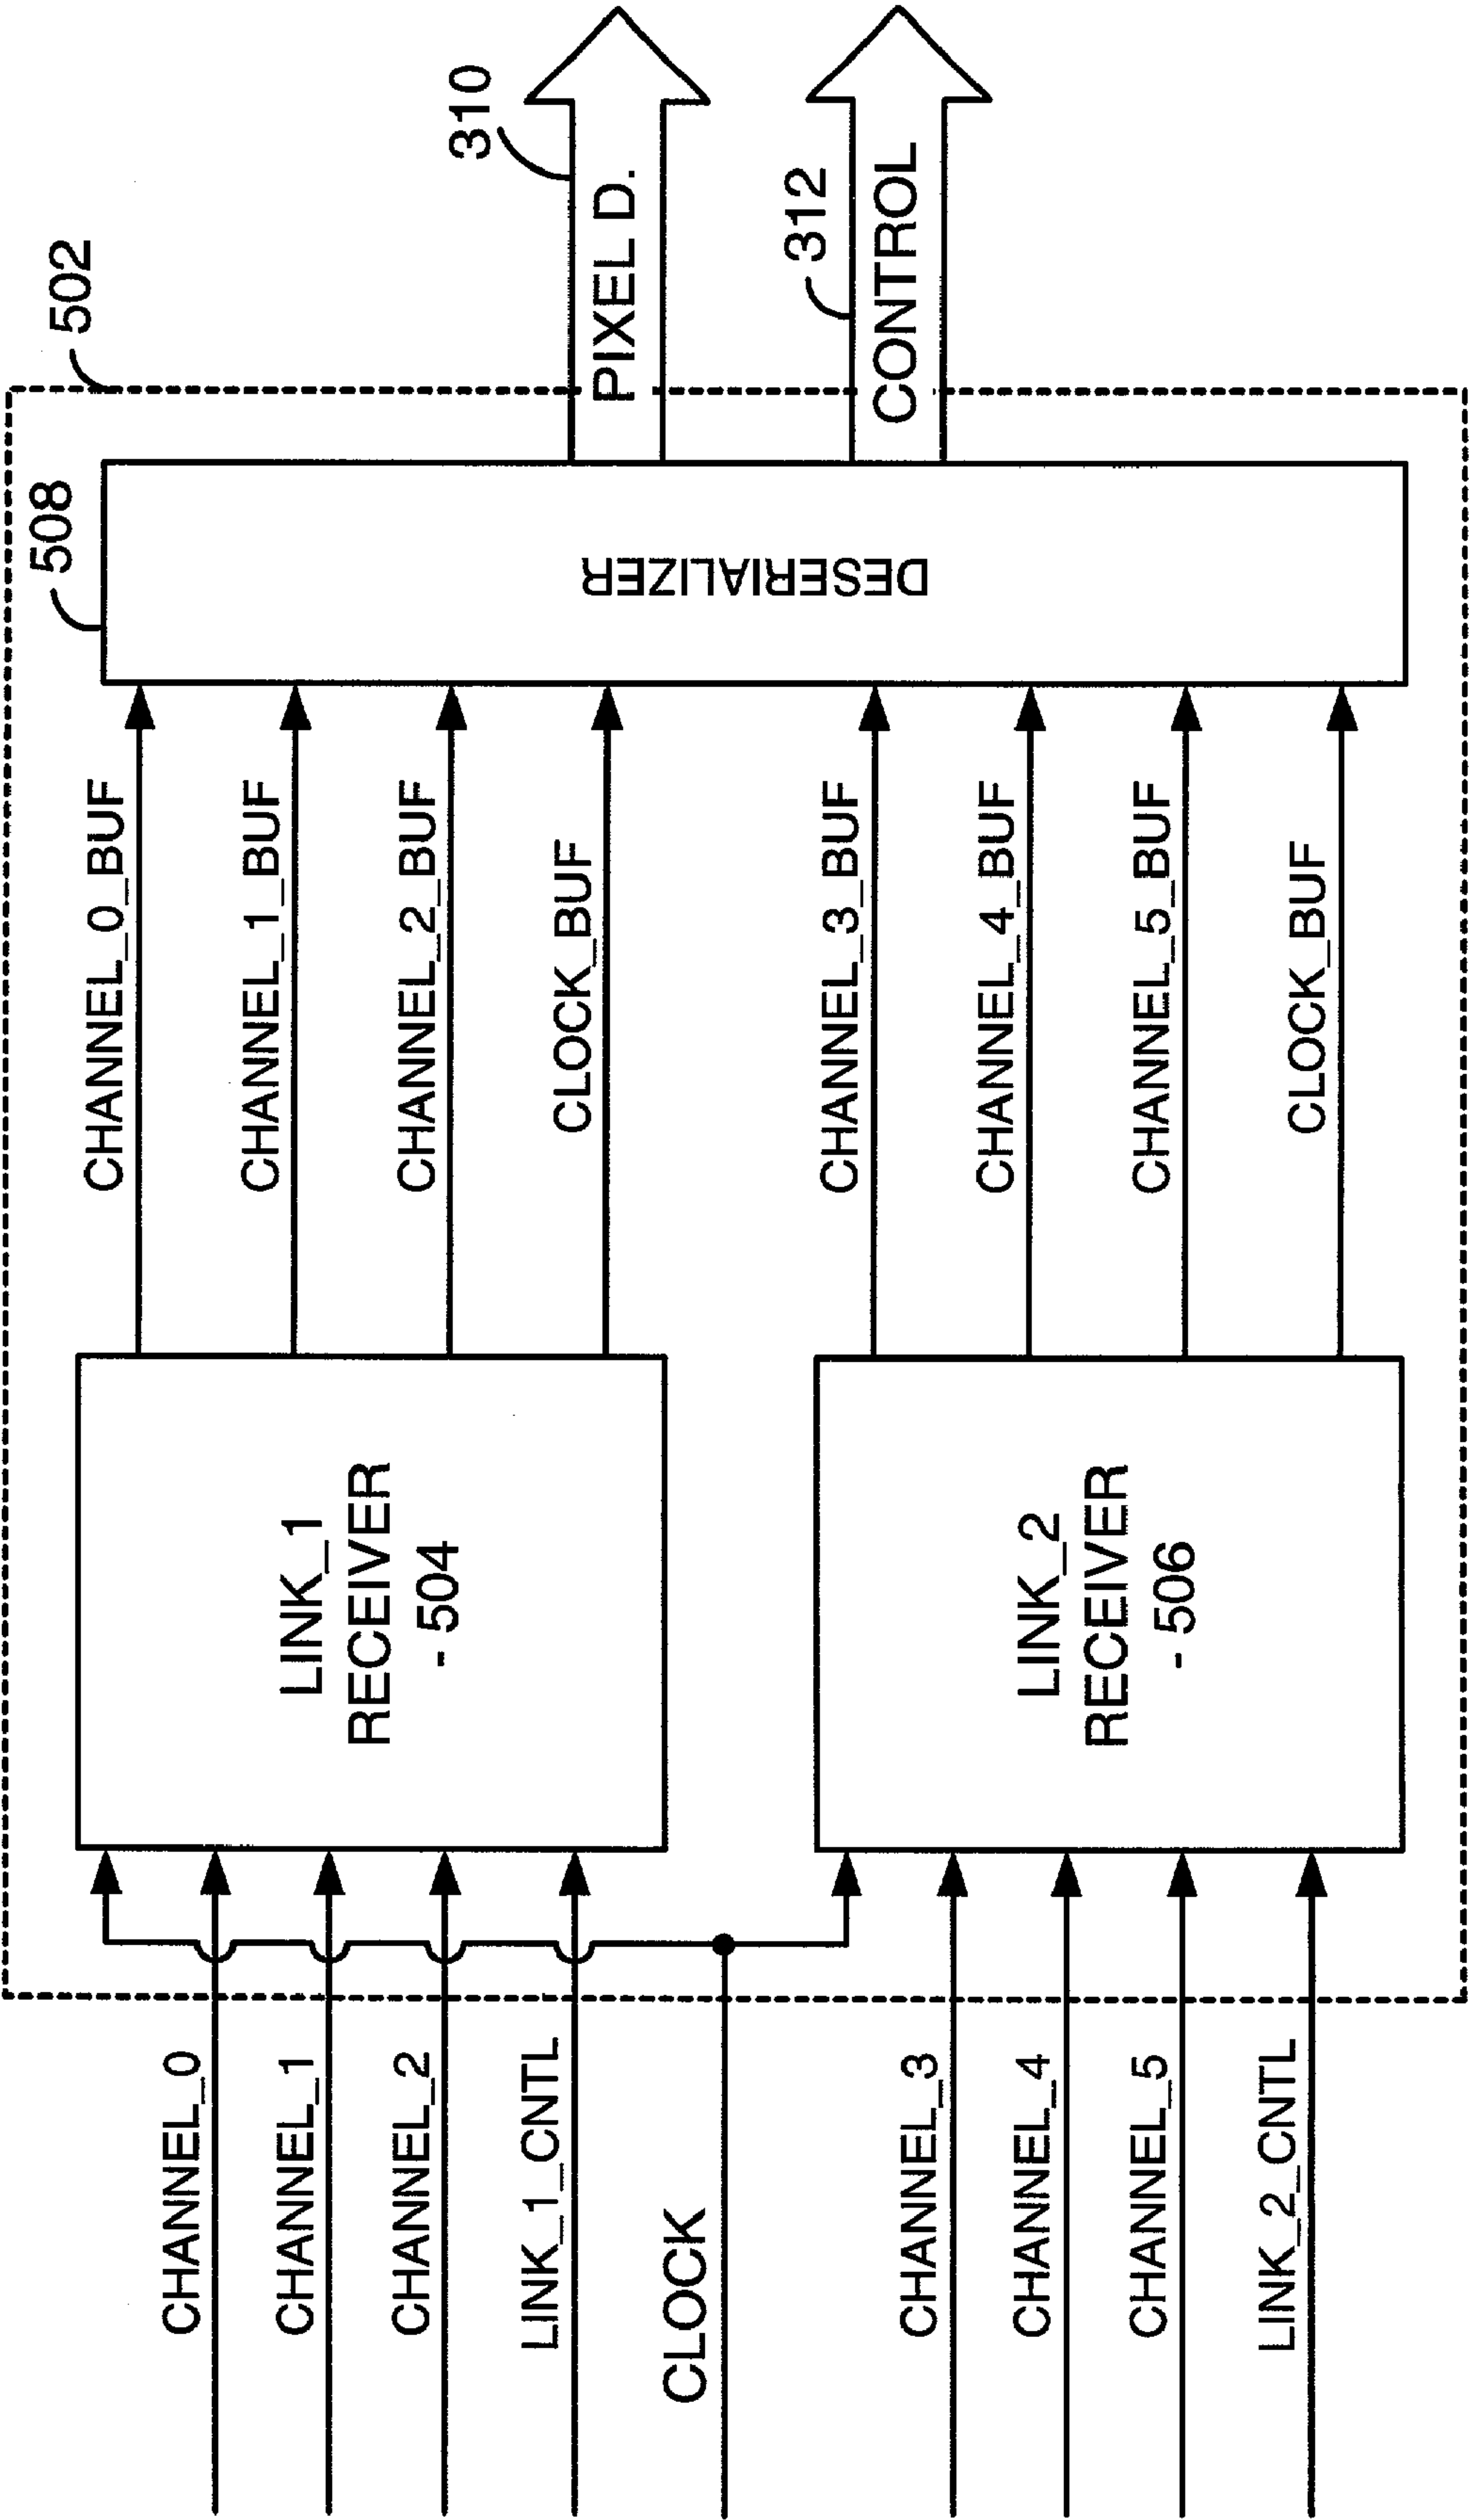 CHANNEL_0
CHANNEL_1
CHANNEL_2
LINK_1_CNTL
CLOCK
CHANNEL_3
CHANNEL_4
CHANNEL_5
LINK_2_CNTL
LINK_1
RECEIVER
- 504
LINK_2
RECEIVER
- 506
CHANNEL_0_BUF
CHANNEL_1_BUF
CHANNEL_2_BUF
CLOCK_BUF
CHANNEL_3_BUF
CHANNEL_4_BUF
CHANNEL_5_BUF
CLOCK_BUF
508
DESERIALIZER
502
310
PIXEL D.
312
CONTROL